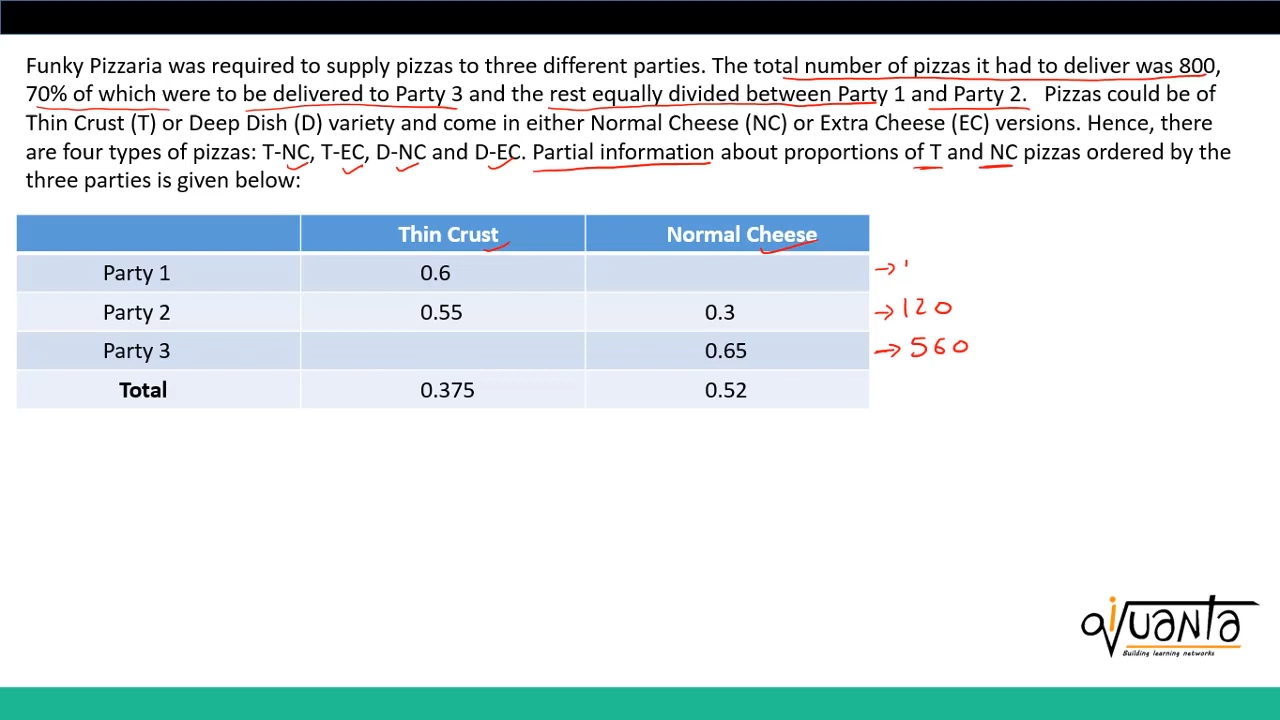 Funky Pizzaria was required to supply pizzas to three different parties. The total number of pizzas it had to deliver was 800,
70% of which were to be delivered to Party 3 and the rest equally divided between Party 1 and Party 2. Pizzas could be of
Thin Crust (T) or Deep Dish (D) variety and come in either Normal Cheese (NC) or Extra Cheese (EC) versions. Hence, there
are four types of pizzas: T-NC, T-EC, D-NC and D-EC. Partial information about proportions of T and NC pizzas ordered by the
three parties is given below:
Thin Crust Normal Cheese
Party 1 0.6 →
Party 2 0.55 0.3 → 120
Party 3 0.65 → 560
Total 0.375 0.52
qiVuanta
Building learning networks